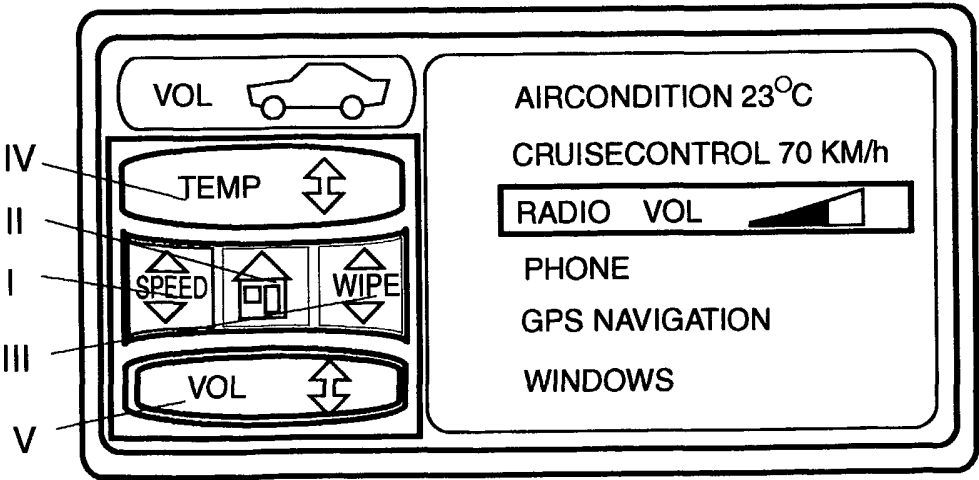 VOL
IV
TEMP
II
I
SPEED
WIPE
III
VOL
V
AIRCONDITION 23°C
CRUISECONTROL 70 KM/h
RADIO VOL
PHONE
GPS NAVIGATION
WINDOWS